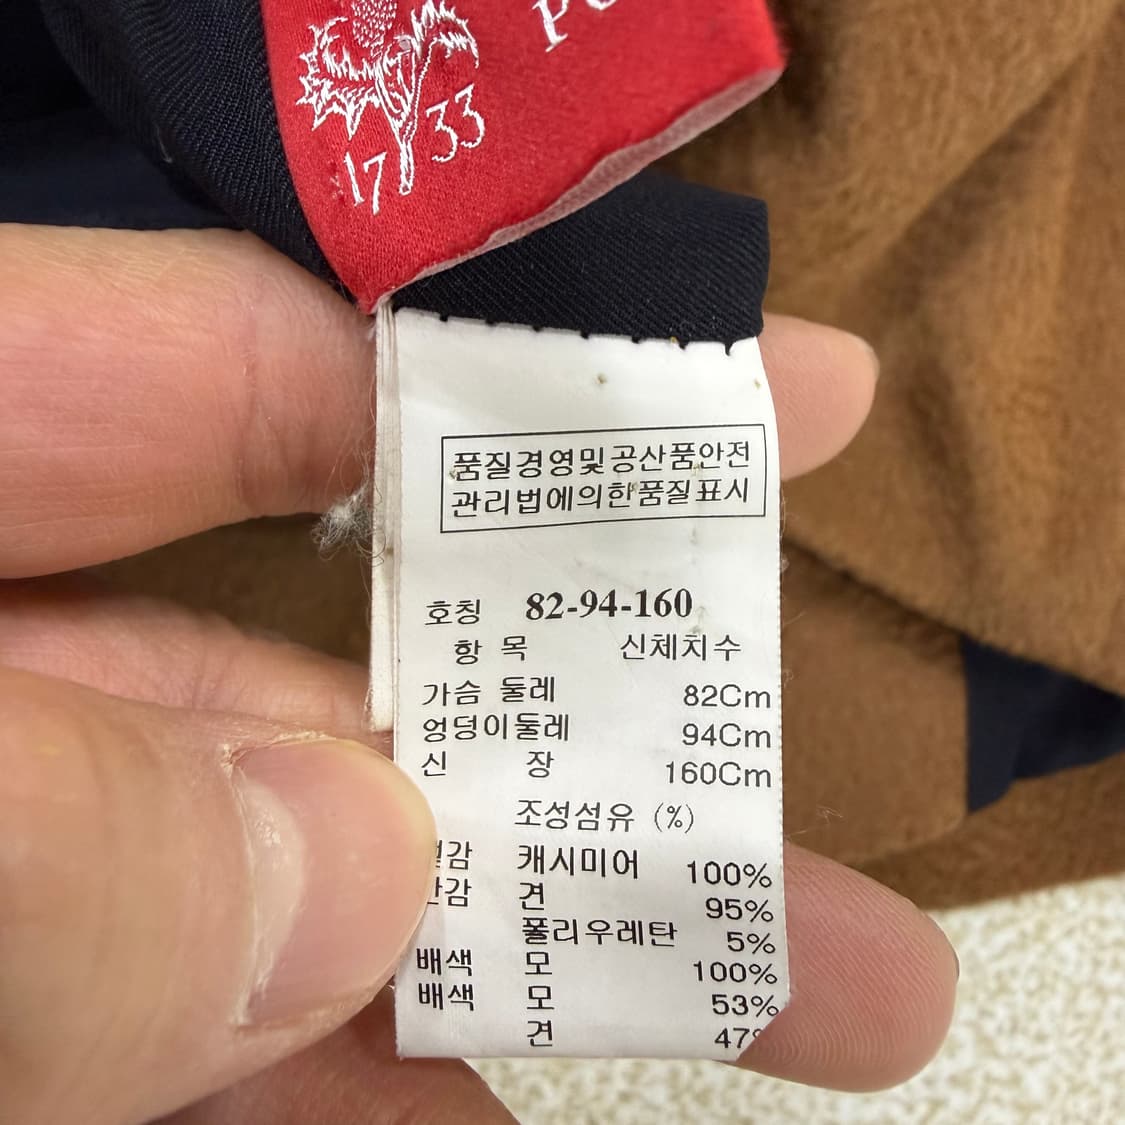 17 33
품질경영및공산품안전
관리법에의한품질표시
호칭 82-94-160
항 목 신체치수
가슴 둘레 82Cm
엉덩이둘레 94Cm
신 장 160Cm
조성섬유 (%)
캐시미어 100%
견 95%
폴리우레탄 5%
배색 모 100%
배색 모 53%
견 47%